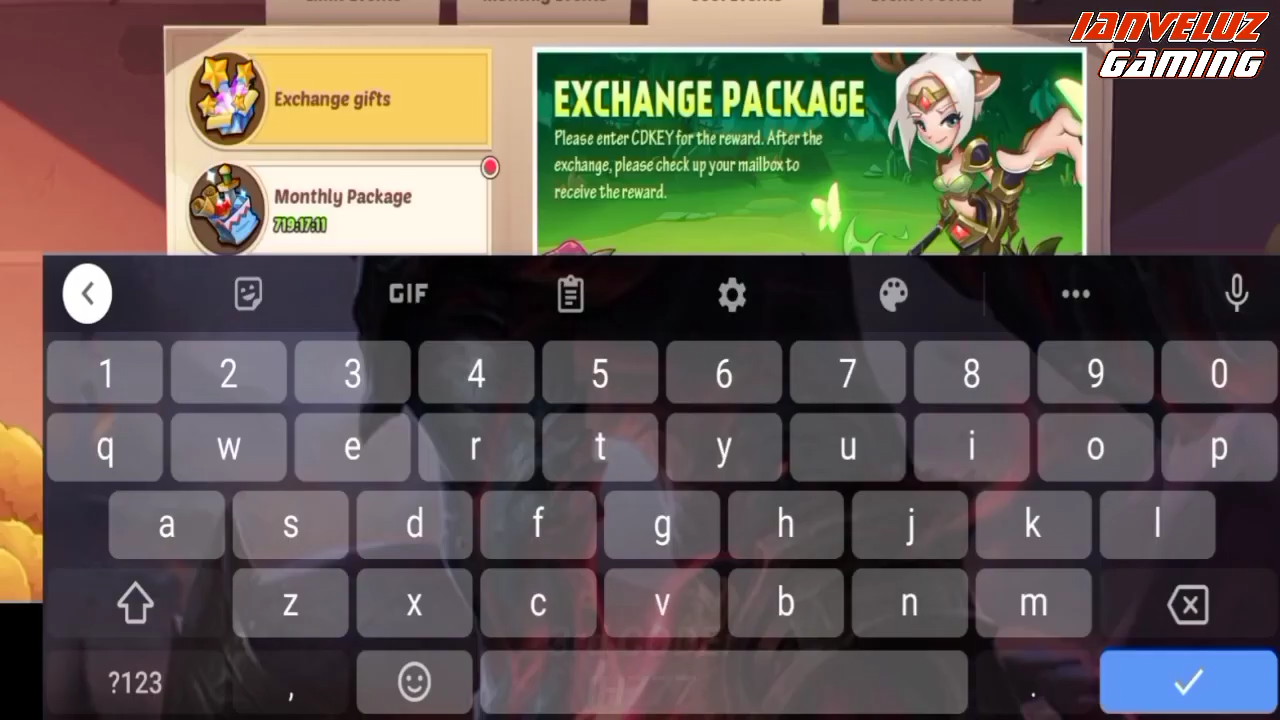 IANVELUZ
GAMING
Exchange gifts
EXCHANGE PACKAGE
Please enter CDKEY for the reward. After the
exchange, please check up your mailbox to
receive the reward.
Monthly Package
719:17:11
GIF
1 2 3 4 5 6 7 8 9 0
q w e r t y u i o p
a s d f g h j k l
z x c v b n m
?123 , .